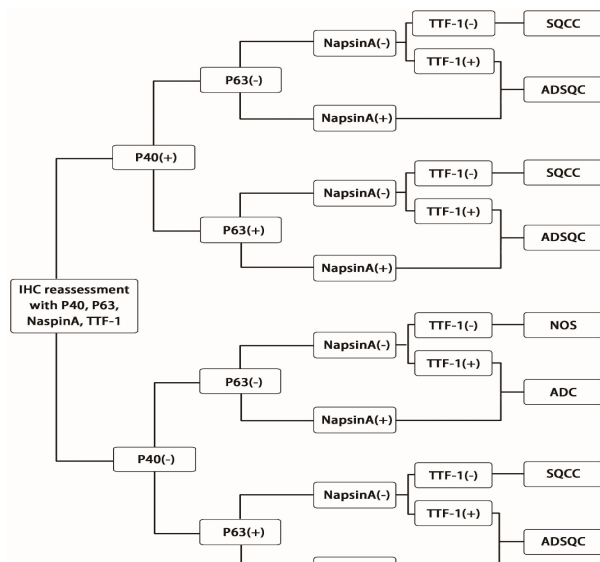 TTF-1(-)
SQCC
NapsinA(-)
TTF-1(+)
P63(-)
ADSQC
NapsinA(+)
P40(+)
TTF-1(-)
SQCC
NapsinA(-)
TTF-1(+)
P63(+)
ADSQC
NapsinA(+)
IHC reassessment
with P40, P63,
NaspinA, TTF-1
TTF-1(-)
NOS
NapsinA(-)
TTF-1(+)
P63(-)
ADC
NapsinA(+)
P40(-)
TTF-1(-)
SQCC
NapsinA(-)
TTF-1(+)
P63(+)
ADSQC